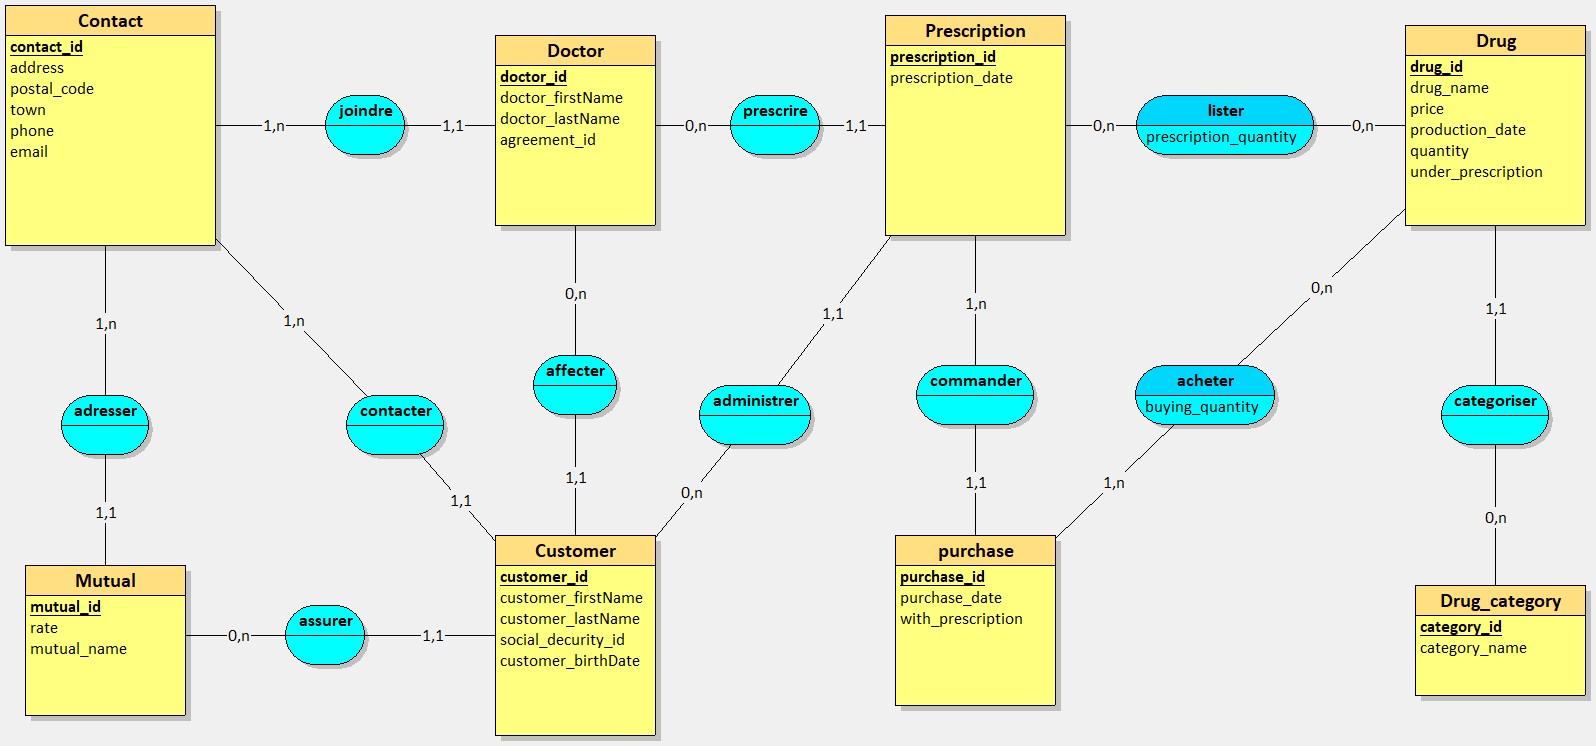 Contact
contact_id
address
postal_code
town
phone
email
1,n
joindre
1,1
Doctor
doctor_id
doctor_firstName
doctor_lastName
agreement_id
0,n
prescrire
1,1
Prescription
prescription_id
prescription_date
0,n
lister
prescription_quantity
0,n
Drug
drug_id
drug_name
price
production_date
quantity
under_prescription
1,n
adresser
1,1
1,n
contacter
1,1
0,n
affecter
1,1
1,1
administrer
0,n
1,n
commander
1,1
0,n
acheter
buying_quantity
1,n
1,1
categoriser
0,n
Mutual
mutual_id
rate
mutual_name
0,n
assurer
1,1
Customer
customer_id
customer_firstName
customer_lastName
social_decurity_id
customer_birthDate
purchase
purchase_id
purchase_date
with_prescription
Drug_category
category_id
category_name